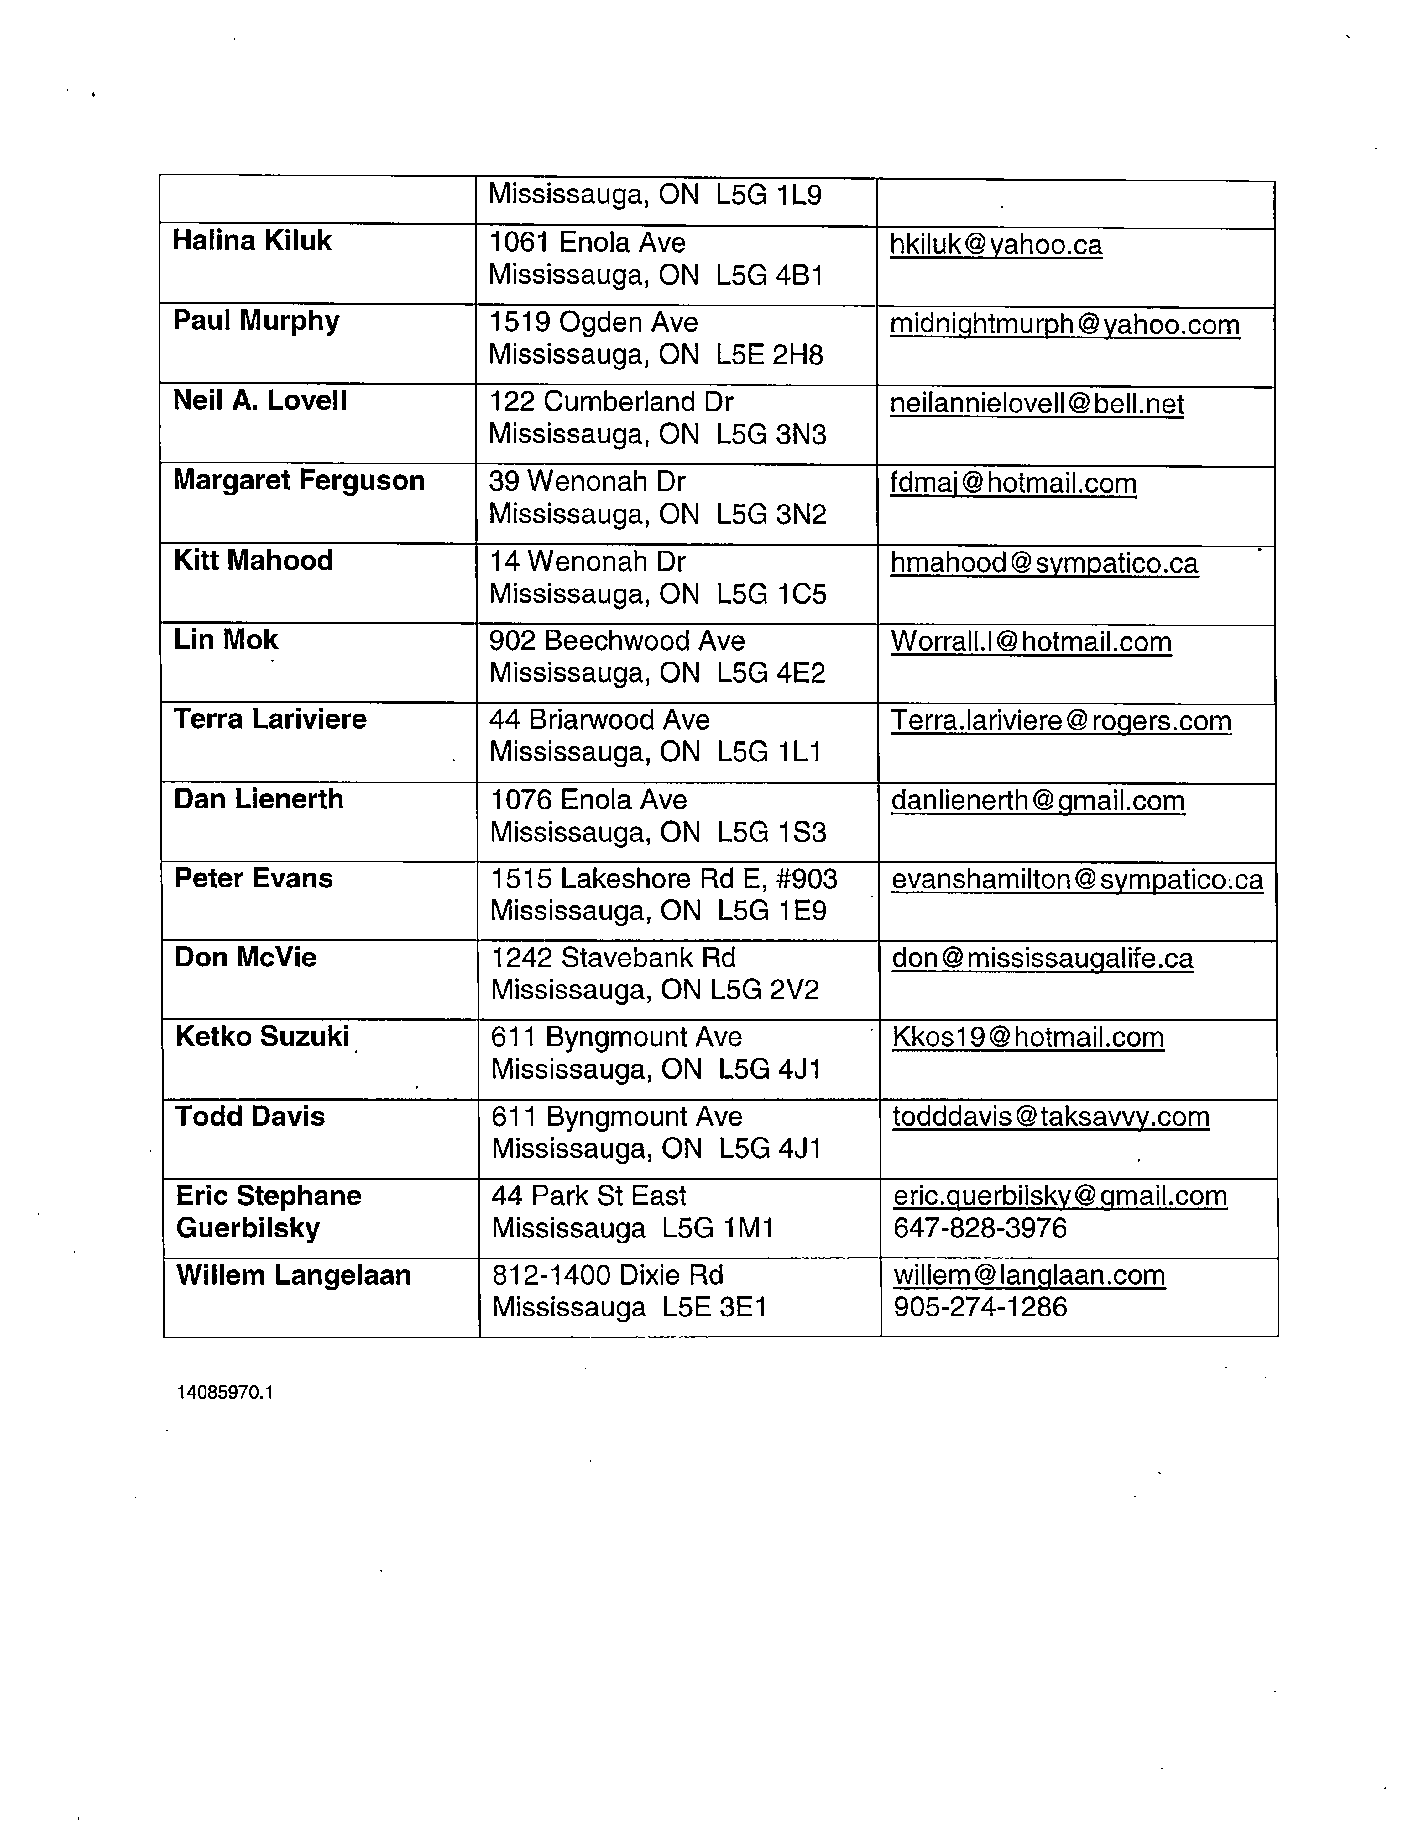 Mississauga, ON L5G 1L9
Halina Kiluk 1061 Enola Ave hkiluk@yahoo.ca
Mississauga, ON L5G 4B1
Paul Murphy 1519 Ogden Ave midnightmurph@yahoo.com
Mississauga, ON L5E 2H8
Neil A. Lovell 122 Cumberland Dr neilannielovell@bell.net
Mississauga, ON L5G 3N3
Margaret Ferguson 39 Wenonah Dr fdmaj@hotmail.com
Mississauga, ON L5G 3N2
Kitt Mahood 14 Wenonah Dr hmahood@sympatico.ca
Mississauga, ON L5G 1C5
Lin Mok 902 Beechwood Ave Worrall.l@hotmail.com
Mississauga, ON L5G 4E2
Terra Lariviere 44 Briarwood Ave Terra.lariviere@rogers.com
Mississauga, ON L5G 1L1
Dan Lienerth 1076 Enola Ave danlienerth@gmail.com
Mississauga, ON L5G 1S3
Peter Evans 1515 Lakeshore Rd E, #903 evanshamilton@sympatico.ca
Mississauga, ON L5G 1E9
Don McVie 1242 Stavebank Rd don@mississaugalife.ca
Mississauga, ON L5G 2V2
Ketko Suzuki 611 Byngmount Ave Kkos19@hotmail.com
Mississauga, ON L5G 4J1
Todd Davis 611 Byngmount Ave todddavis@taksavvy.com
Mississauga, ON L5G 4J1
Eric Stephane 44 Park St East eric.guerbilsky@gmail.com
Guerbilsky Mississauga L5G 1M1 647-828-3976
Willem Langelaan 812-1400 Dixie Rd willem@langlaan.com
Mississauga L5E 3E1 905-274-1286
14085970.1